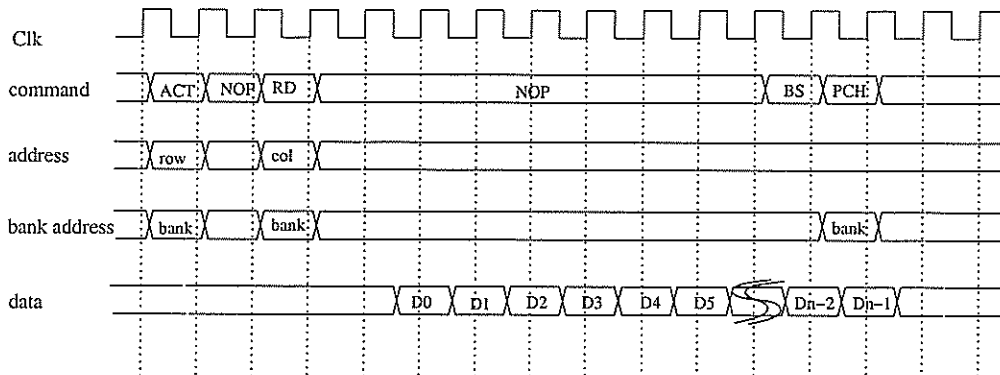 Clk
command ACT NOP RD NOP BS PCH
address row col
bank address bank bank bank
data D0 D1 D2 D3 D4 D5 Dn-2 Dn-1